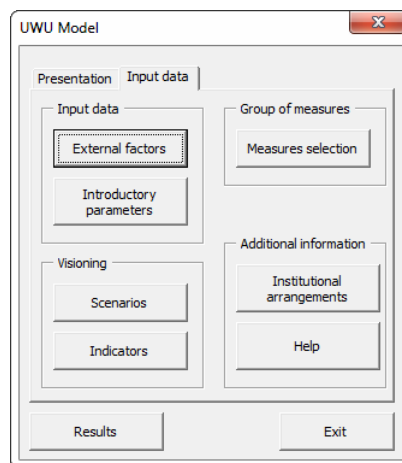 UWU Model
Presentation
Input data
Input data
External factors
Introductory
parameters
Group of measures
Measures selection
Visioning
Scenarios
Indicators
Additional information
Institutional
arrangements
Help
Results
Exit